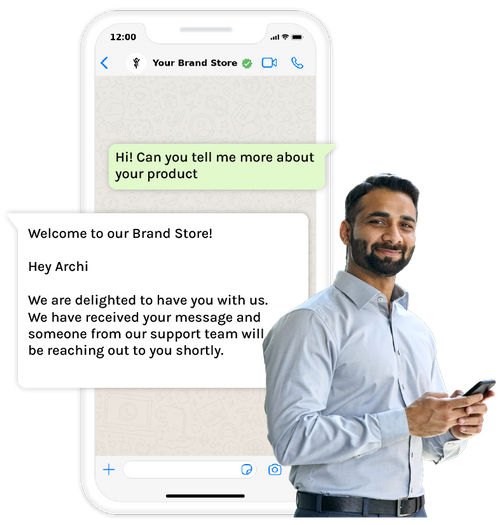 12:00
Your Brand Store
Hi! Can you tell me more about
your product
Welcome to our Brand Store!
Hey Archi
We are delighted to have you with us.
We have received your message and
someone from our support team will
be reaching out to you shortly.